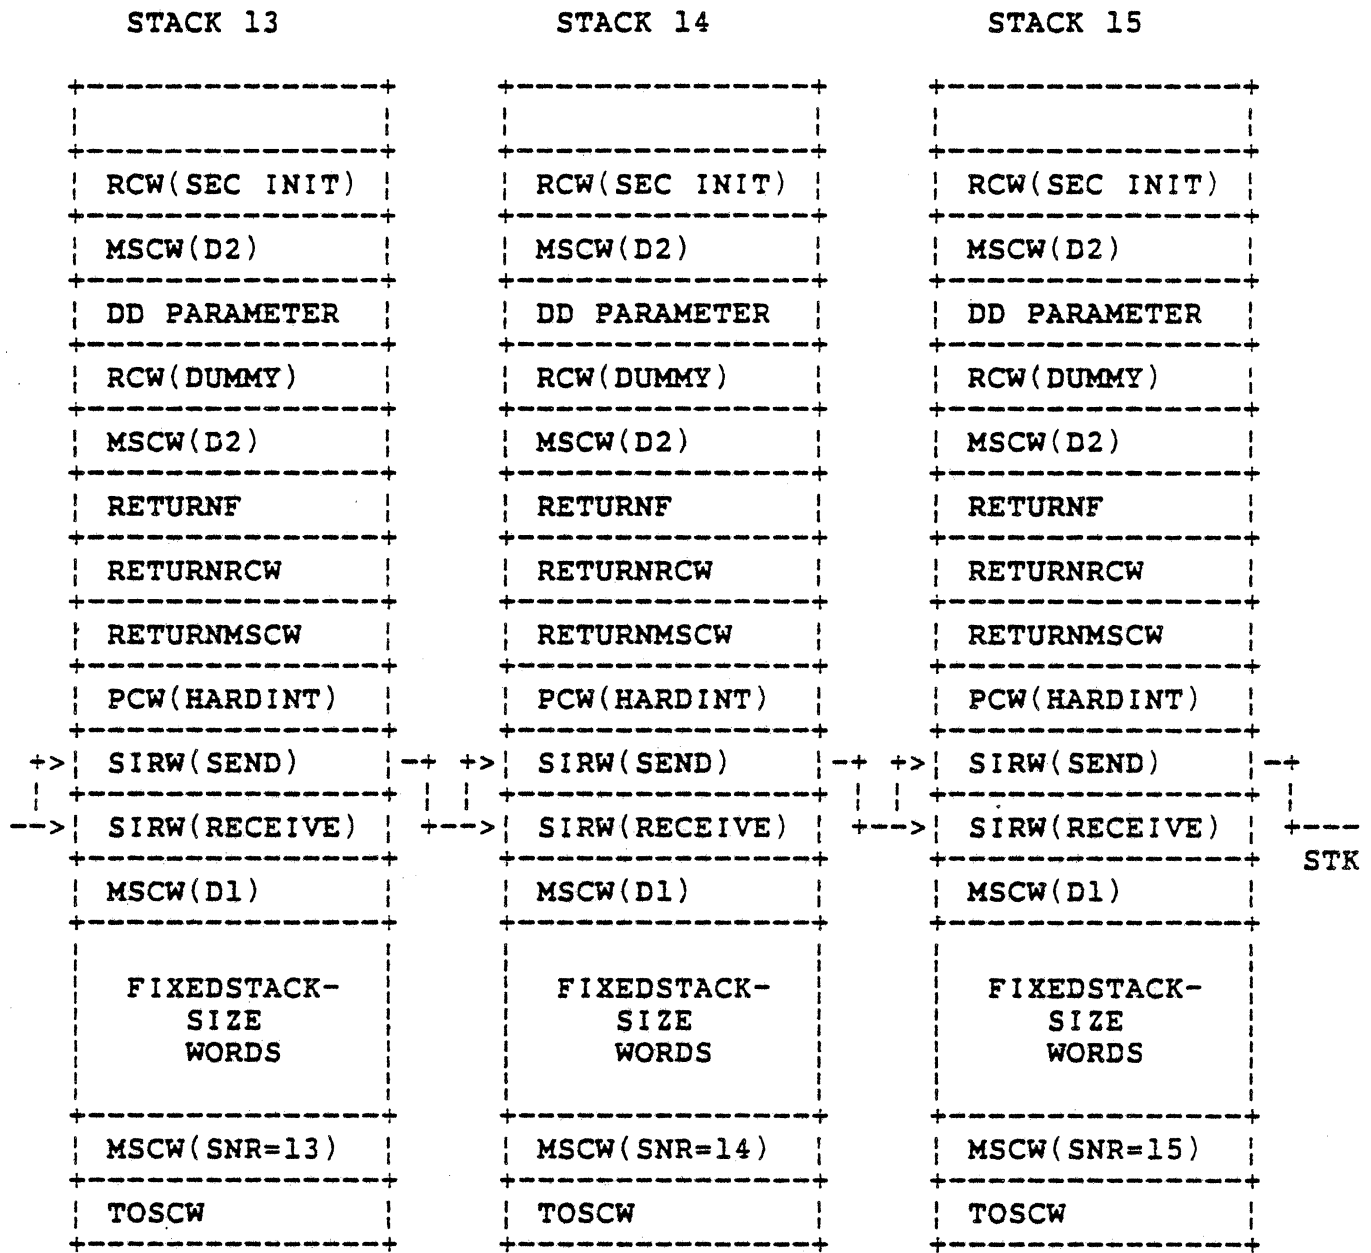 STACK 13 STACK 14 STACK 15
RCW(SEC INIT) RCW(SEC INIT) RCW(SEC INIT)
MSCW(D2) MSCW(D2) MSCW(D2)
DD PARAMETER DD PARAMETER DD PARAMETER
RCW(DUMMY) RCW(DUMMY) RCW(DUMMY)
MSCW(D2) MSCW(D2) MSCW(D2)
RETURNF RETURNF RETURNF
RETURNRCW RETURNRCW RETURNRCW
RETURNMSCW RETURNMSCW RETURNMSCW
PCW(HARDINT) PCW(HARDINT) PCW(HARDINT)
SIRW(SEND) SIRW(SEND) SIRW(SEND)
SIRW(RECEIVE) SIRW(RECEIVE) SIRW(RECEIVE)
STK
MSCW(D1) MSCW(D1) MSCW(D1)
FIXEDSTACK- FIXEDSTACK- FIXEDSTACK-
SIZE SIZE SIZE
WORDS WORDS WORDS
MSCW(SNR=13) MSCW(SNR=14) MSCW(SNR=15)
TOSCW TOSCW TOSCW